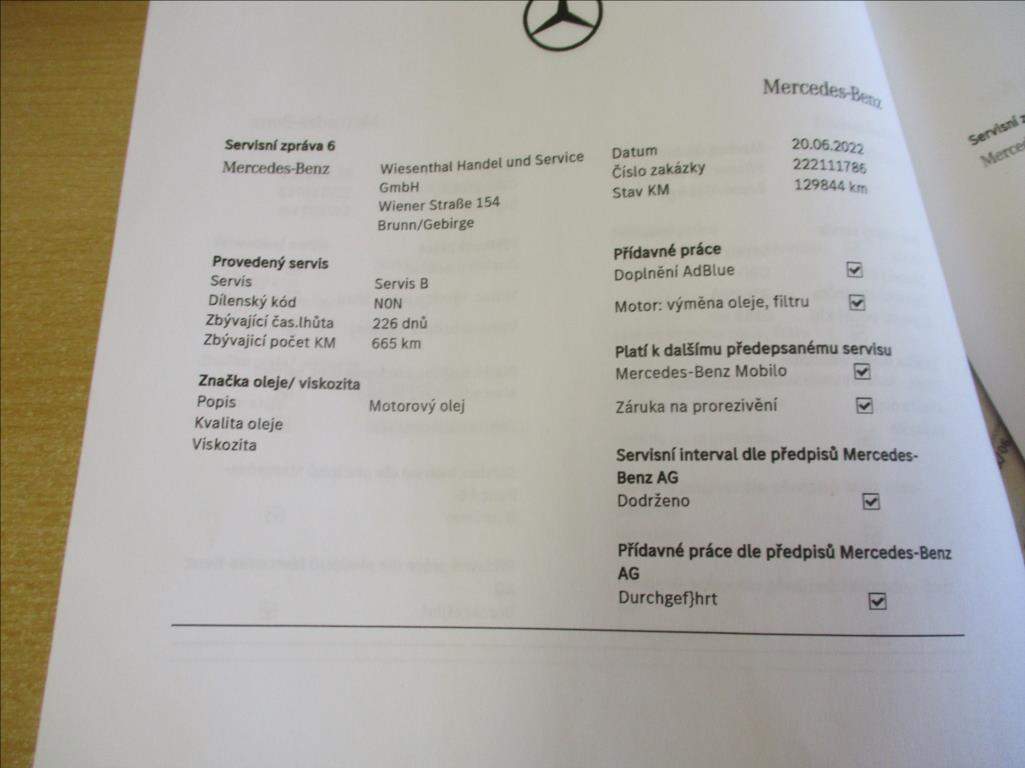 Mercedes-Benz
Servisní zpráva 6
Mercedes-Benz
Wiesenthal Handel und Service
GmbH
Wiener Straße 154
Brunn/Gebirge
Datum 20.06.2022
Číslo zakázky 222111786
Stav KM 129844 km
Provedený servis
Servis Servis B
Dílenský kód N0N
Zbývající čas.lhůta 226 dnů
Zbývající počet KM 665 km
Značka oleje/ viskozita
Popis Motorový olej
Kvalita oleje
Viskozita
Přídavné práce
Doplnění AdBlue
Motor: výměna oleje, filtru
Platí k dalšímu předepsanému servisu
Mercedes-Benz Mobilo
Záruka na prorezivění
Servisní interval dle předpisů Mercedes-
Benz AG
Dodrženo
Přídavné práce dle předpisů Mercedes-Benz
AG
Durchgef}hrt
Servisní